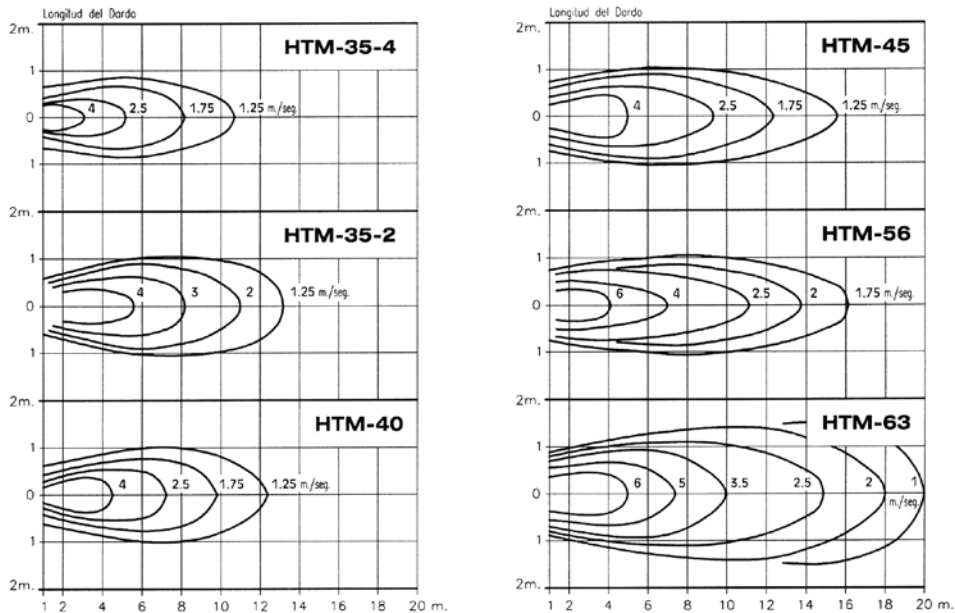 Longitud del Dardo
2m.
HTM-35-4
1
0
4
2.5
1.75
1.25 m./seg.
1
2m.
HTM-35-2
1
0
4
3
2
1.25 m./seg.
1
2m.
HTM-40
1
0
4
2.5
1.75
1.25 m./seg.
1
2m.
1 2 4 6 8 10 12 14 16 18 20 m.
Longitud del Dardo
2m.
HTM-45
1
0
4
2.5
1.75
1.25 m./seg.
1
2m.
HTM-56
1
0
6
4
2.5
2
1.75 m./seg.
1
2m.
HTM-63
1
0
6
5
3.5
2.5
2
1
m./seg.
1
2m.
1 2 4 6 8 10 12 14 16 18 20 m.